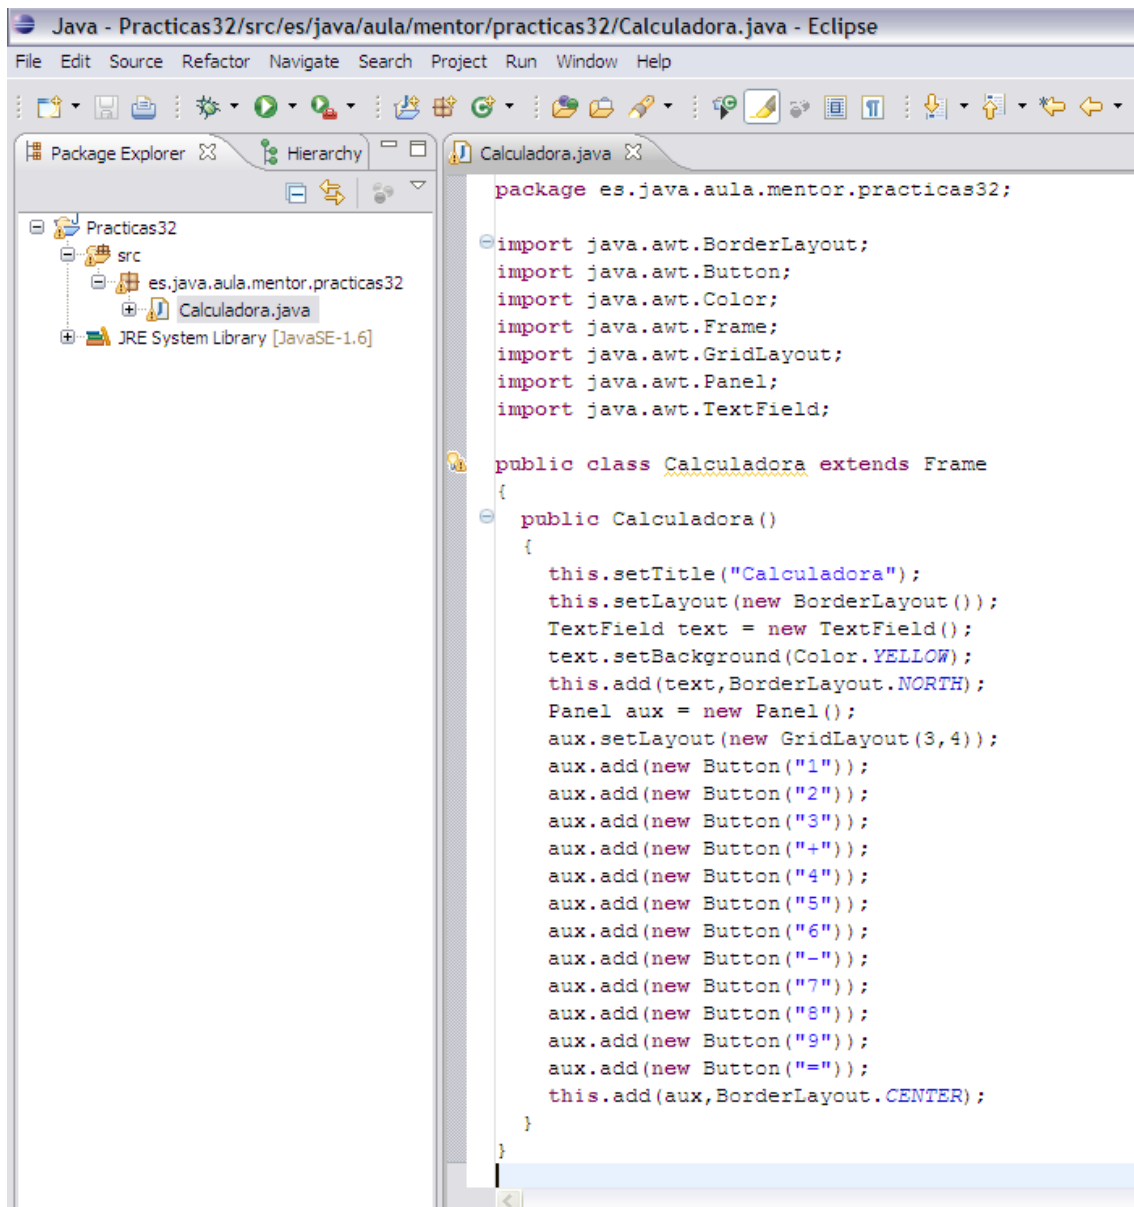 Java - Practicas32/src/es/java/aula/mentor/practicas32/Calculadora.java - Eclipse
File Edit Source Refactor Navigate Search Project Run Window Help
Package Explorer Hierarchy
Practicas32
src
es.java.aula.mentor.practicas32
Calculadora.java
JRE System Library [JavaSE-1.6]
Calculadora.java
package es.java.aula.mentor.practicas32;
import java.awt.BorderLayout;
import java.awt.Button;
import java.awt.Color;
import java.awt.Frame;
import java.awt.GridLayout;
import java.awt.Panel;
import java.awt.TextField;
public class Calculadora extends Frame
{
public Calculadora()
{
this.setTitle("Calculadora");
this.setLayout(new BorderLayout());
TextField text = new TextField();
text.setBackground(Color.YELLOW);
this.add(text,BorderLayout.NORTH);
Panel aux = new Panel();
aux.setLayout(new GridLayout(3,4));
aux.add(new Button("1"));
aux.add(new Button("2"));
aux.add(new Button("3"));
aux.add(new Button("+"));
aux.add(new Button("4"));
aux.add(new Button("5"));
aux.add(new Button("6"));
aux.add(new Button("-"));
aux.add(new Button("7"));
aux.add(new Button("8"));
aux.add(new Button("9"));
aux.add(new Button("="));
this.add(aux,BorderLayout.CENTER);
}
}